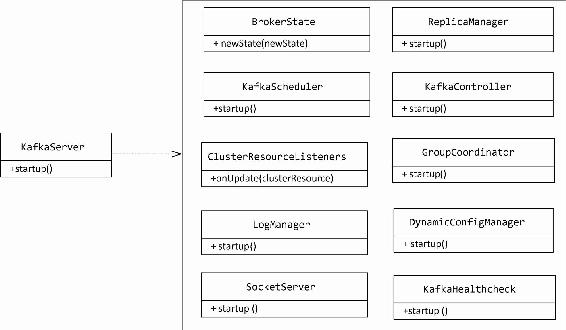 KafkaServer
+startup()
BrokerState
+ newState(newState)
ReplicaManager
+ startup()
KafkaScheduler
+startup()
KafkaController
+ startup()
ClusterResourceListeners
+onUpdate(clusterResource)
GroupCoordinator
+ startup()
LogManager
+ startup()
DynamicConfigManager
+ startup()
SocketServer
+ startup ()
KafkaHealthcheck
+ startup()